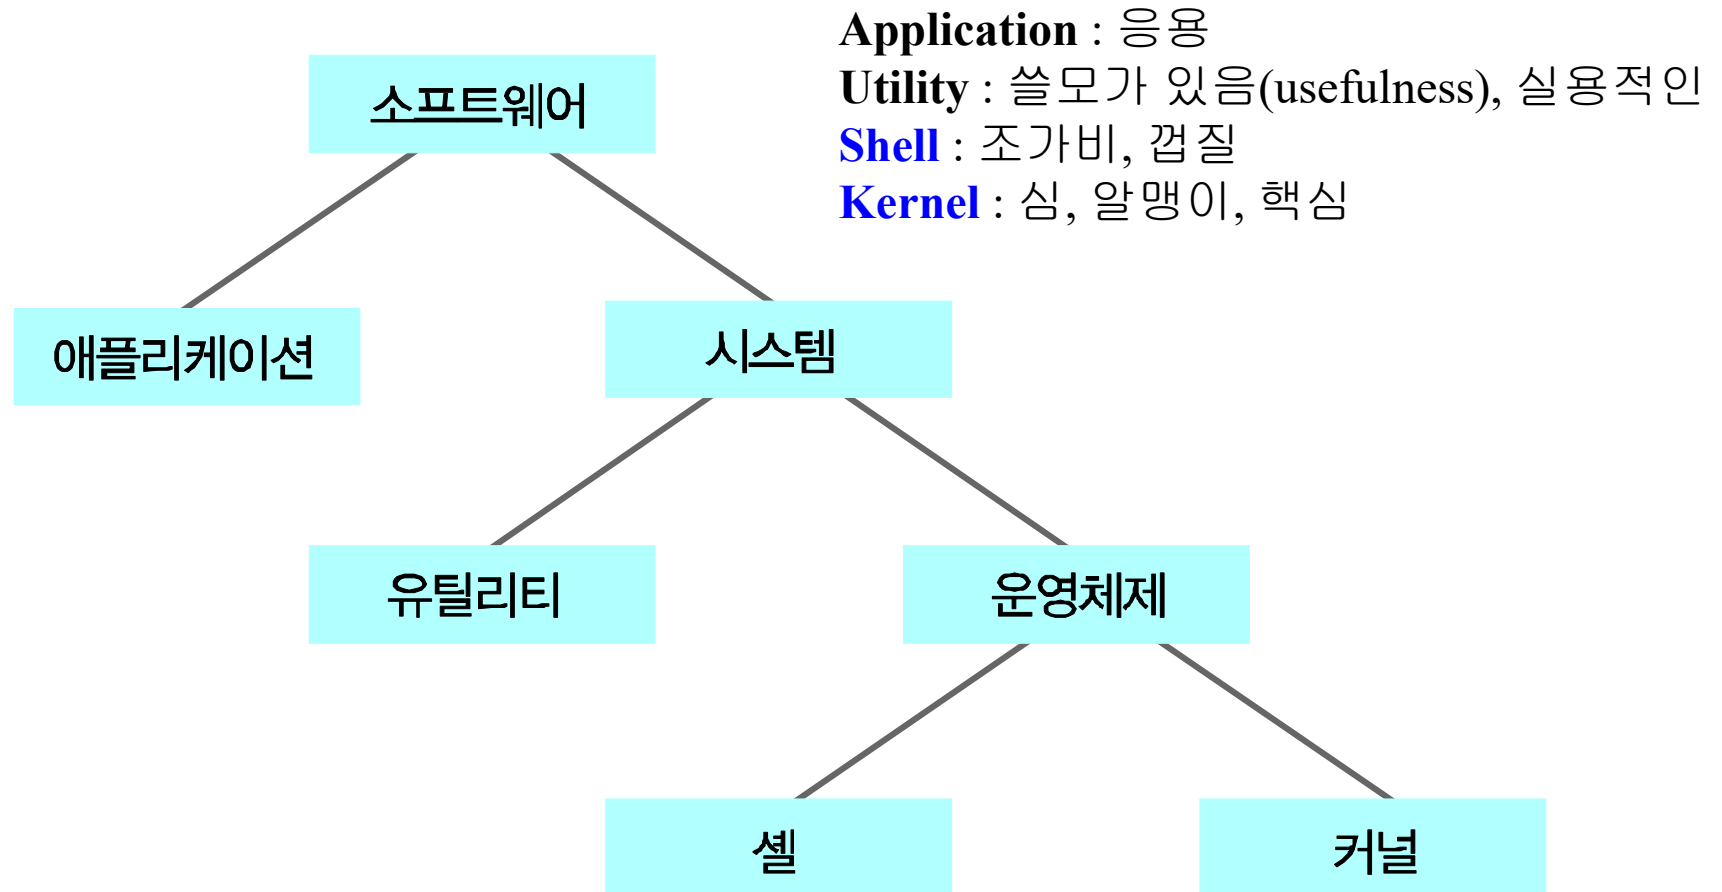 Application : 응용
Utility : 쓸모가 있음(usefulness), 실용적인
Shell : 조가비, 껍질
Kernel : 심, 알맹이, 핵심
소프트웨어
애플리케이션
시스템
유틸리티
운영체제
셸
커널